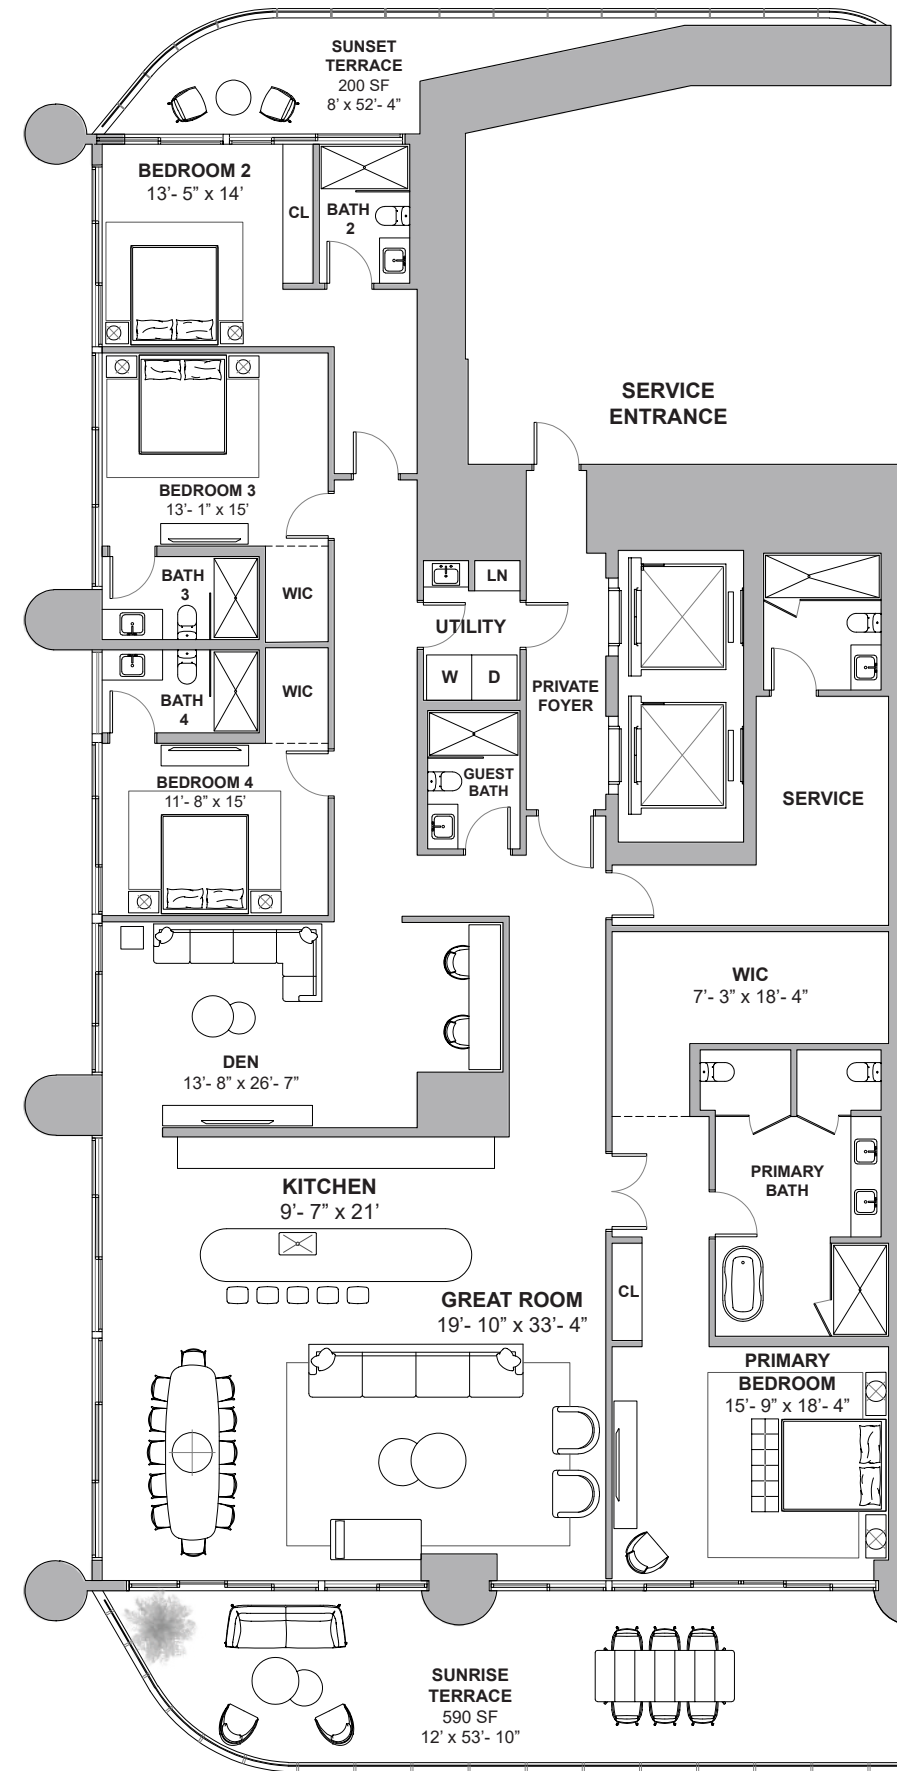 SUNSET
TERRACE
200 SF
8’ x 52’- 4”
BEDROOM 2
13’- 5” x 14’
CL
BATH
2
SERVICE
ENTRANCE
BEDROOM 3
13’- 1” x 15’
BATH
3
WIC
LN
UTILITY
W
D
PRIVATE
FOYER
WIC
BATH
4
BEDROOM 4
11’- 8” x 15’
GUEST
BATH
SERVICE
WIC
7’- 3” x 18’- 4”
DEN
13’- 8” x 26’- 7”
KITCHEN
9’- 7” x 21’
PRIMARY
BATH
CL
GREAT ROOM
19’- 10” x 33’- 4”
PRIMARY
BEDROOM
15’- 9” x 18’- 4”
SUNRISE
TERRACE
590 SF
12’ x 53’- 10”